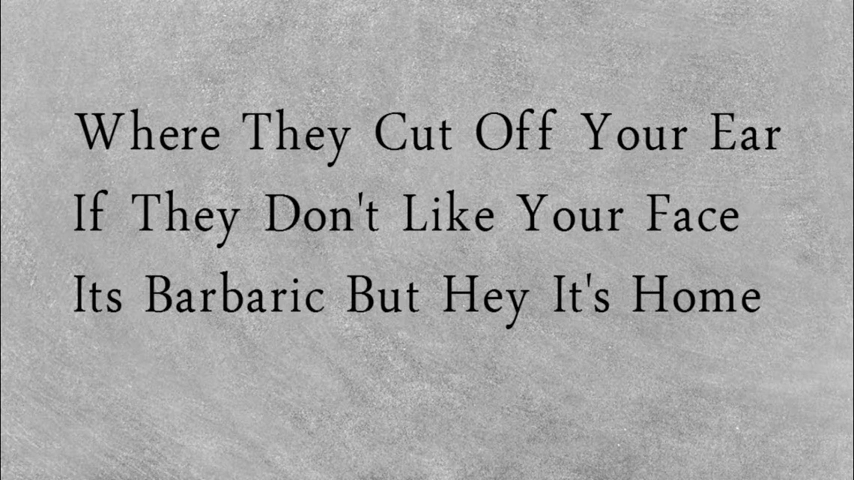 Where They Cut Off Your Ear
If They Don't Like Your Face
Its Barbaric But Hey It's Home